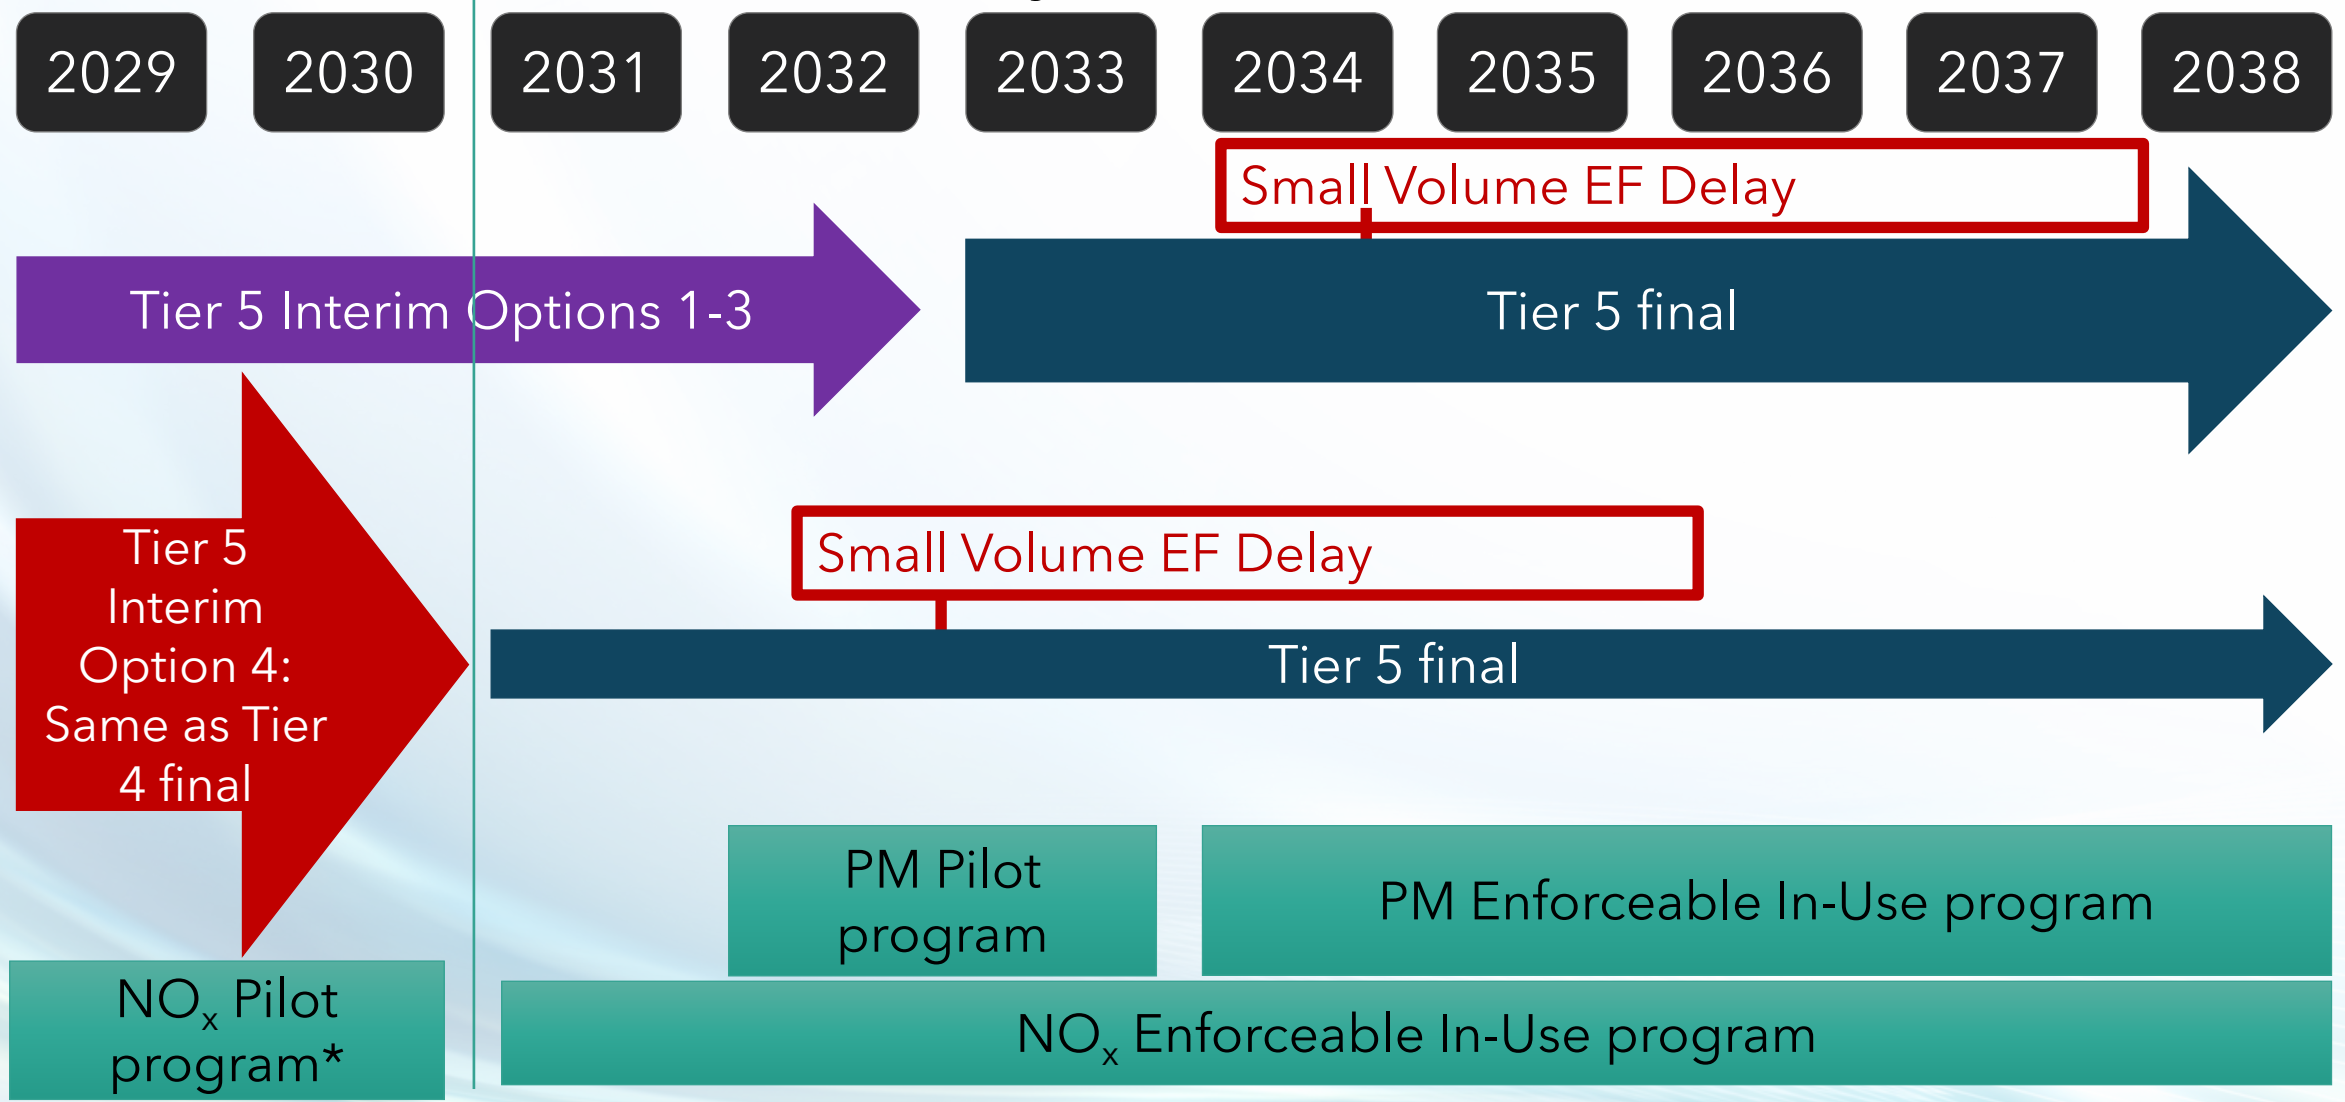 2029 2030 2031 2032 2033 2034 2035 2036 2037 2038
Small Volume EF Delay
Tier 5 Interim Options 1-3
Tier 5 final
Small Volume EF Delay
Tier 5
Interim
Option 4:
Same as Tier
4 final
Tier 5 final
PM Pilot
program
PM Enforceable In-Use program
NOx Pilot
program*
NOx Enforceable In-Use program